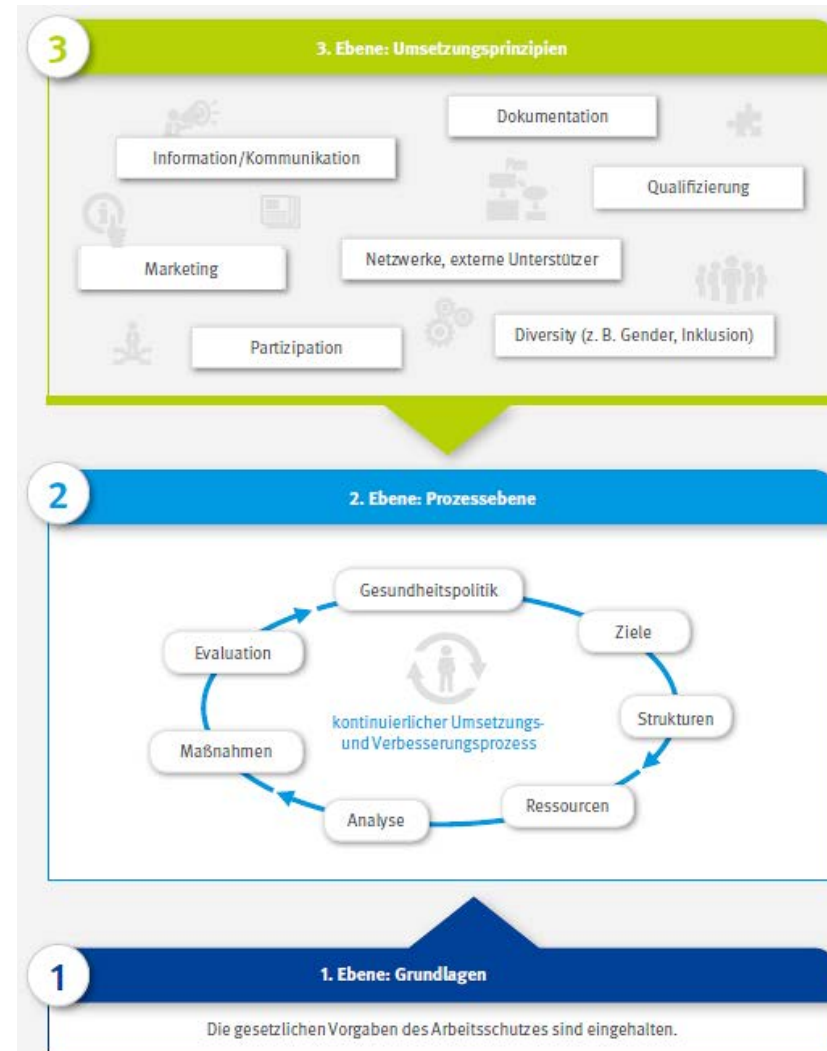 3
3. Ebene: Umsetzungsprinzipien
Dokumentation
Information/Kommunikation
Qualifizierung
Netzwerke, externe Unterstützer
Marketing
Diversity (z. B. Gender, Inklusion)
Partizipation
2
2. Ebene: Prozessebene
Gesundheitspolitik
Ziele
Evaluation
Strukturen
kontinuierlicher Umsetzungs-
und Verbesserungsprozess
Maßnahmen
Ressourcen
Analyse
1
1. Ebene: Grundlagen
Die gesetzlichen Vorgaben des Arbeitsschutzes sind eingehalten.